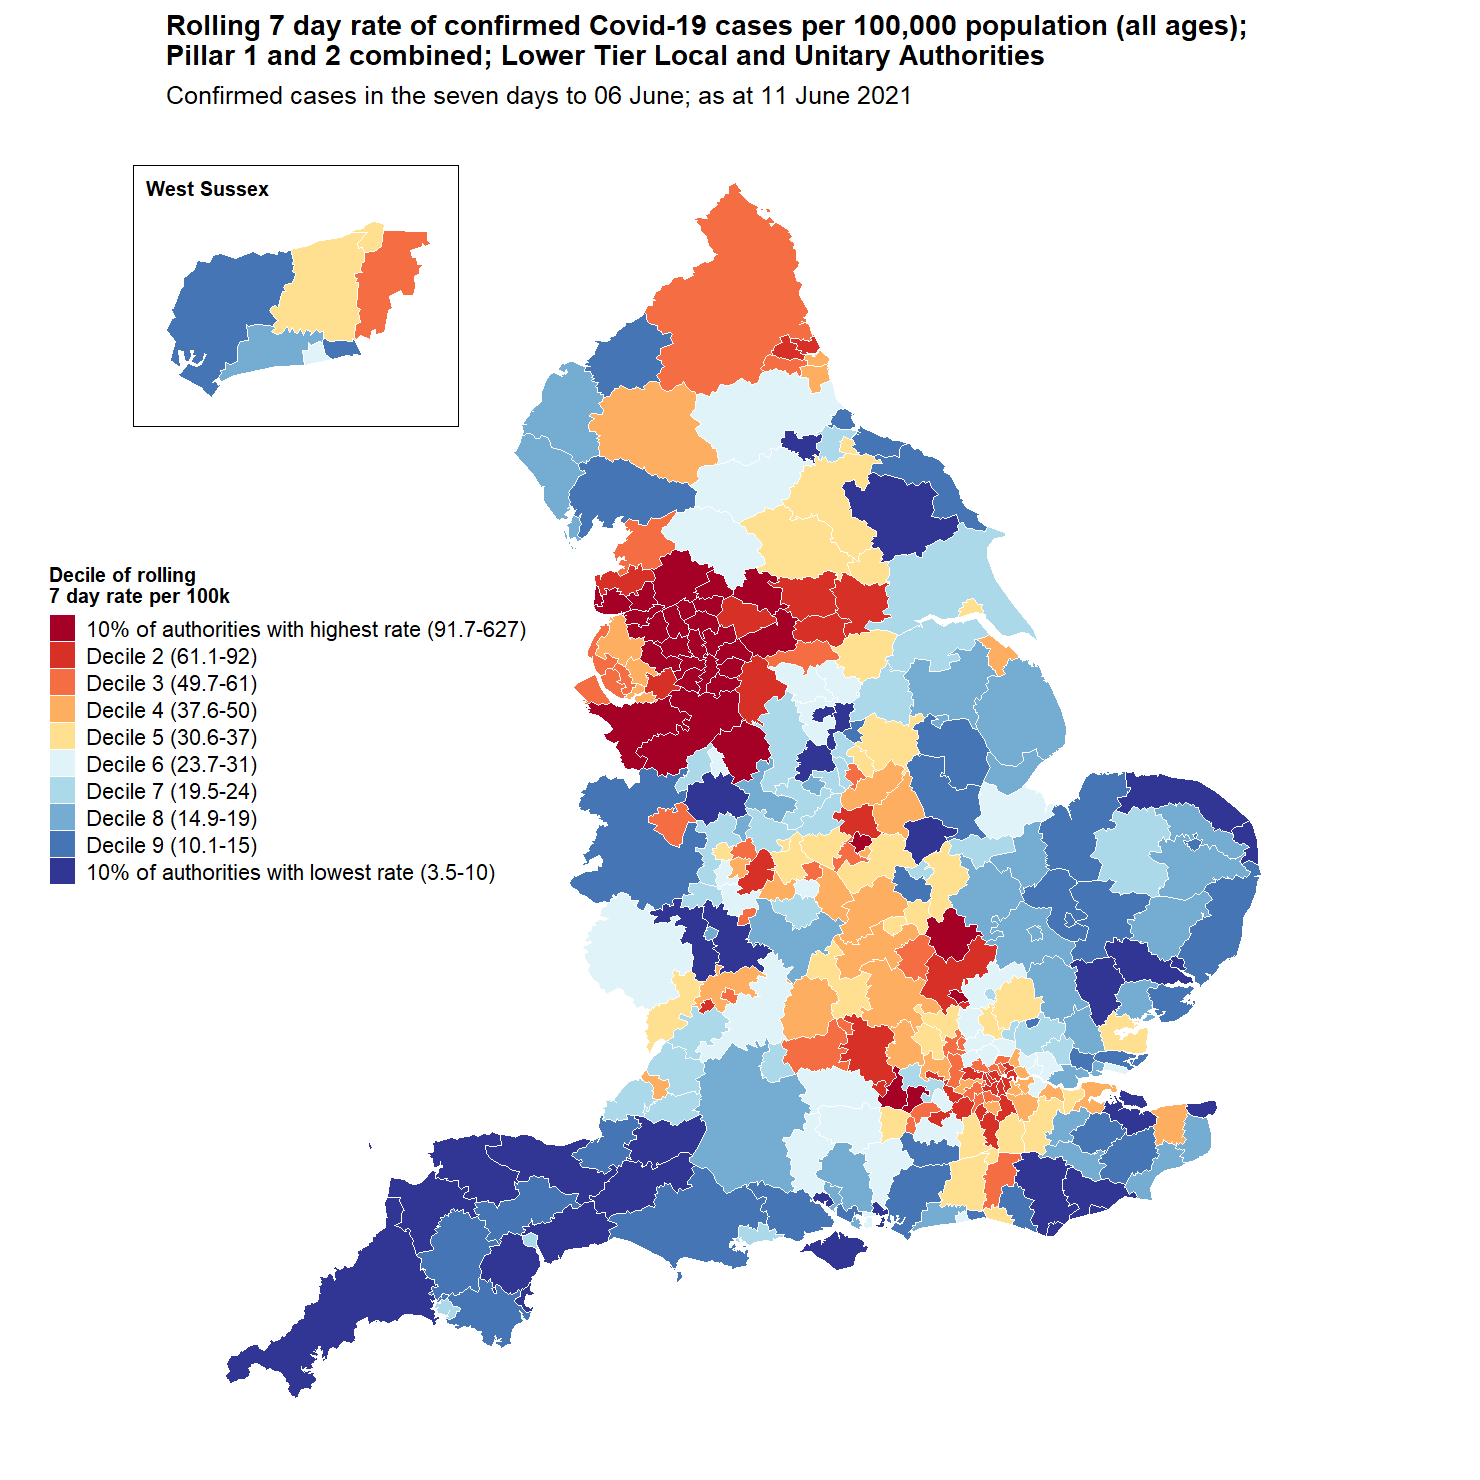 Rolling 7 day rate of confirmed Covid-19 cases per 100,000 population (all ages);
Pillar 1 and 2 combined; Lower Tier Local and Unitary Authorities
Confirmed cases in the seven days to 06 June; as at 11 June 2021
West Sussex
Decile of rolling
7 day rate per 100k
10% of authorities with highest rate (91.7-627)
Decile 2 (61.1-92)
Decile 3 (49.7-61)
Decile 4 (37.6-50)
Decile 5 (30.6-37)
Decile 6 (23.7-31)
Decile 7 (19.5-24)
Decile 8 (14.9-19)
Decile 9 (10.1-15)
10% of authorities with lowest rate (3.5-10)